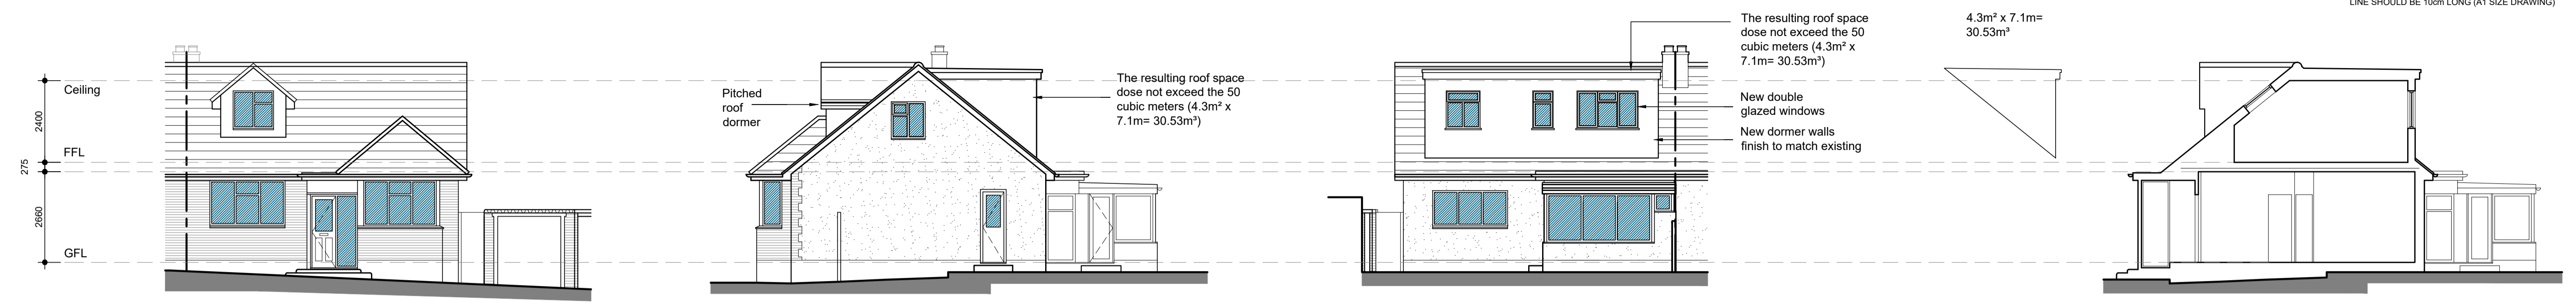 LINE SHOULD BE 10cm LONG (A1 SIZE DRAWING)
Ceiling
2400
FFL
275
2660
GFL
Pitched
roof
dormer
The resulting roof space
dose not exceed the 50
cubic meters (4.3m² x
7.1m= 30.53m³)
The resulting roof space
dose not exceed the 50
cubic meters (4.3m² x
7.1m= 30.53m³)
New double
glazed windows
New dormer walls
finish to match existing
4.3m² x 7.1m=
30.53m³